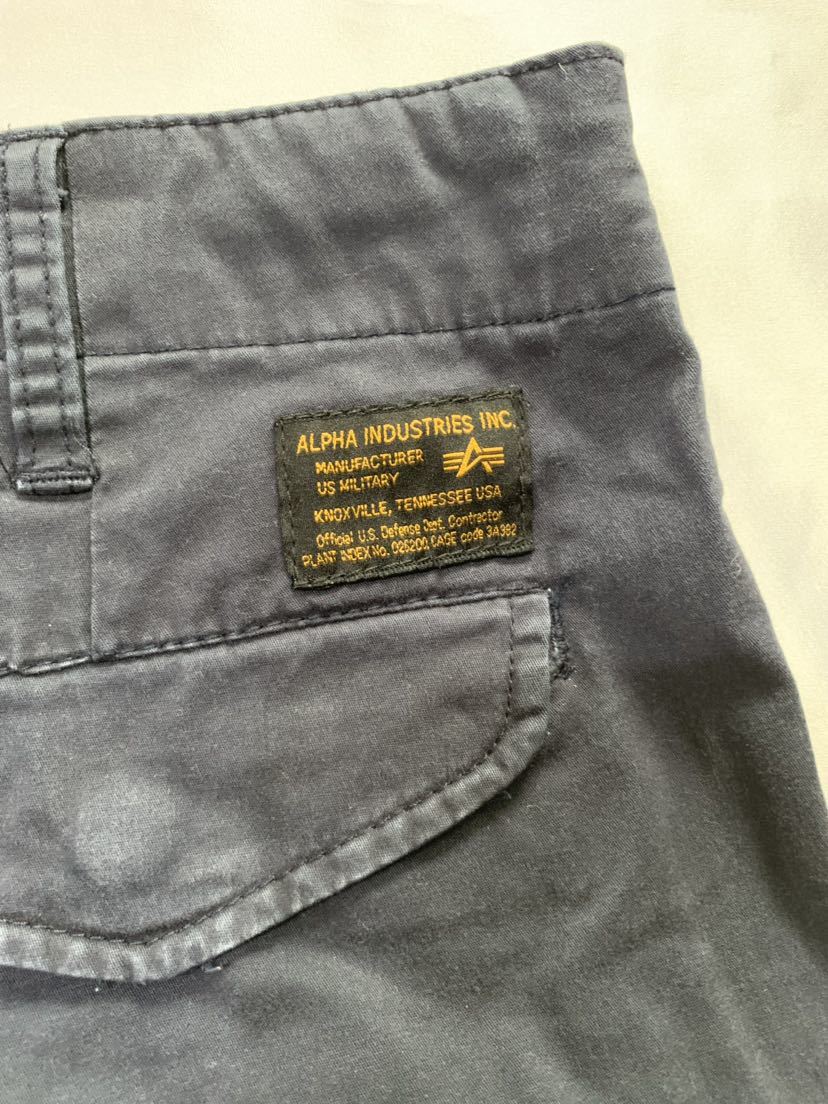 ALPHA INDUSTRIES INC.
MANUFACTURER
US MILITARY
KNOXVILLE, TENNESSEE USA
Official U.S. Defense Dept. Contractor
PLANT INDEX No. 025200 CAGE code 3A392